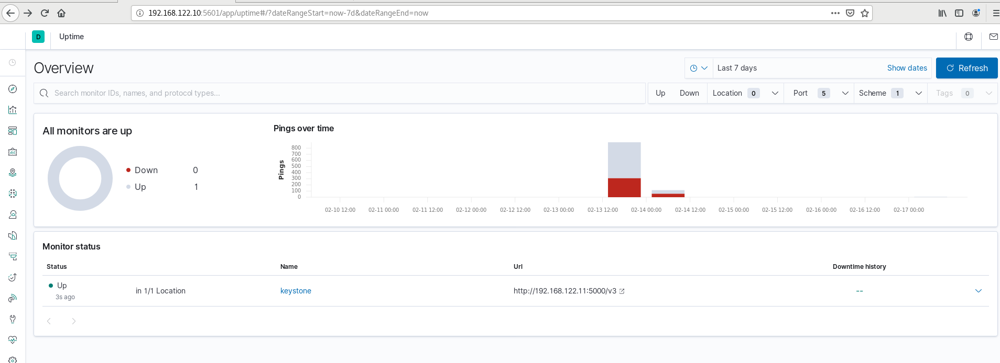 192.168.122.10:5601/app/uptime#/?dateRangeStart=now-7d&dateRangeEnd=now
D Uptime
Overview
Last 7 days Show dates Refresh
Search monitor IDs, names, and protocol types...
Up Down Location 0 Port 5 Scheme 1 Tags 0
All monitors are up
Down 0
Up 1
Pings over time
Pings
800
700
600
500
400
300
200
100
0
02-10 12:00 02-11 00:00 02-11 12:00 02-12 00:00 02-12 12:00 02-13 00:00 02-13 12:00 02-14 00:00 02-14 12:00 02-15 00:00 02-15 12:00 02-16 00:00 02-16 12:00 02-17 00:00
Monitor status
Status Name Url Downtime history
Up
3s ago
in 1/1 Location keystone http://192.168.122.11:5000/v3 --